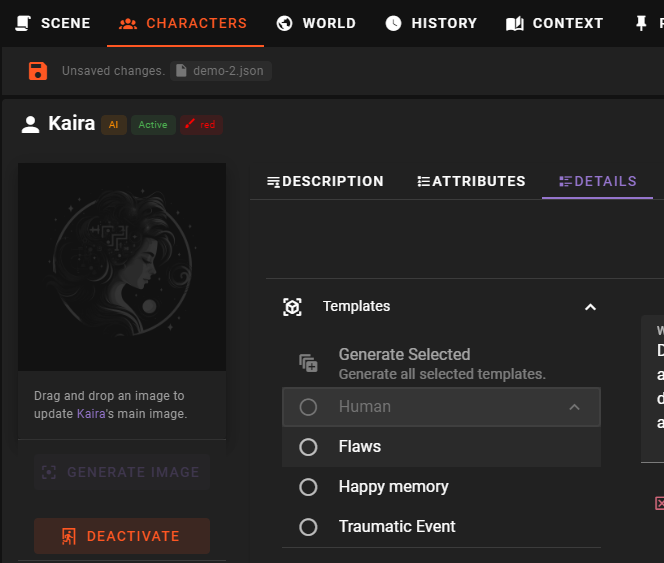 SCENE CHARACTERS WORLD HISTORY CONTEXT
Unsaved changes. demo-2.json
Kaira AI Active red
DESCRIPTION ATTRIBUTES DETAILS
Templates
Generate Selected
Generate all selected templates.
Human
Flaws
Happy memory
Traumatic Event
Drag and drop an image to
update Kaira's main image.
GENERATE IMAGE
DEACTIVATE